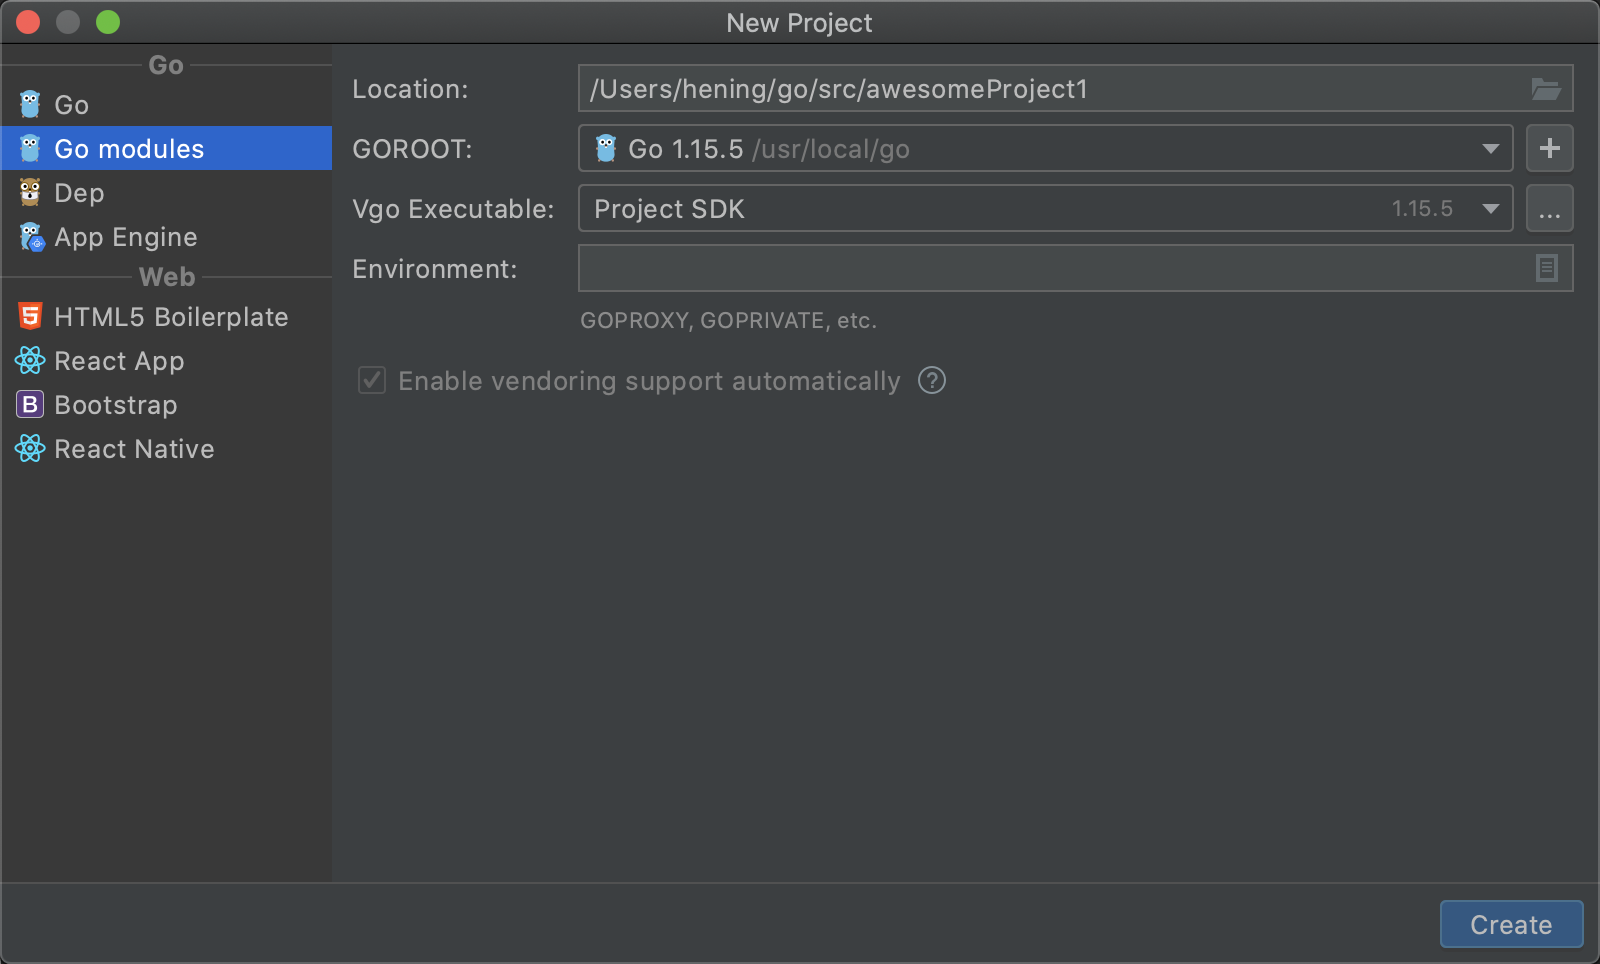 New Project
Go
Go
Go modules
Dep
App Engine
Web
HTML5 Boilerplate
React App
Bootstrap
React Native
Location: /Users/hening/go/src/awesomeProject1
GOROOT: Go 1.15.5 /usr/local/go
Vgo Executable: Project SDK 1.15.5 ...
Environment:
GOPROXY, GOPRIVATE, etc.
Enable vendoring support automatically ?
Create